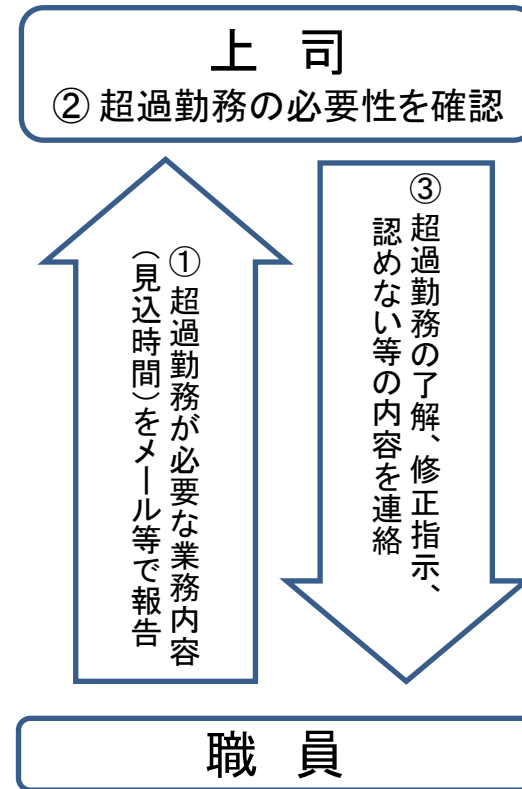 上　司
② 超過勤務の必要性を確認
① 超過勤務が必要な業務内容
（見込時間）をメール等で報告
③ 超過勤務の了解、修正指示、
認めない等の内容を連絡
職　員